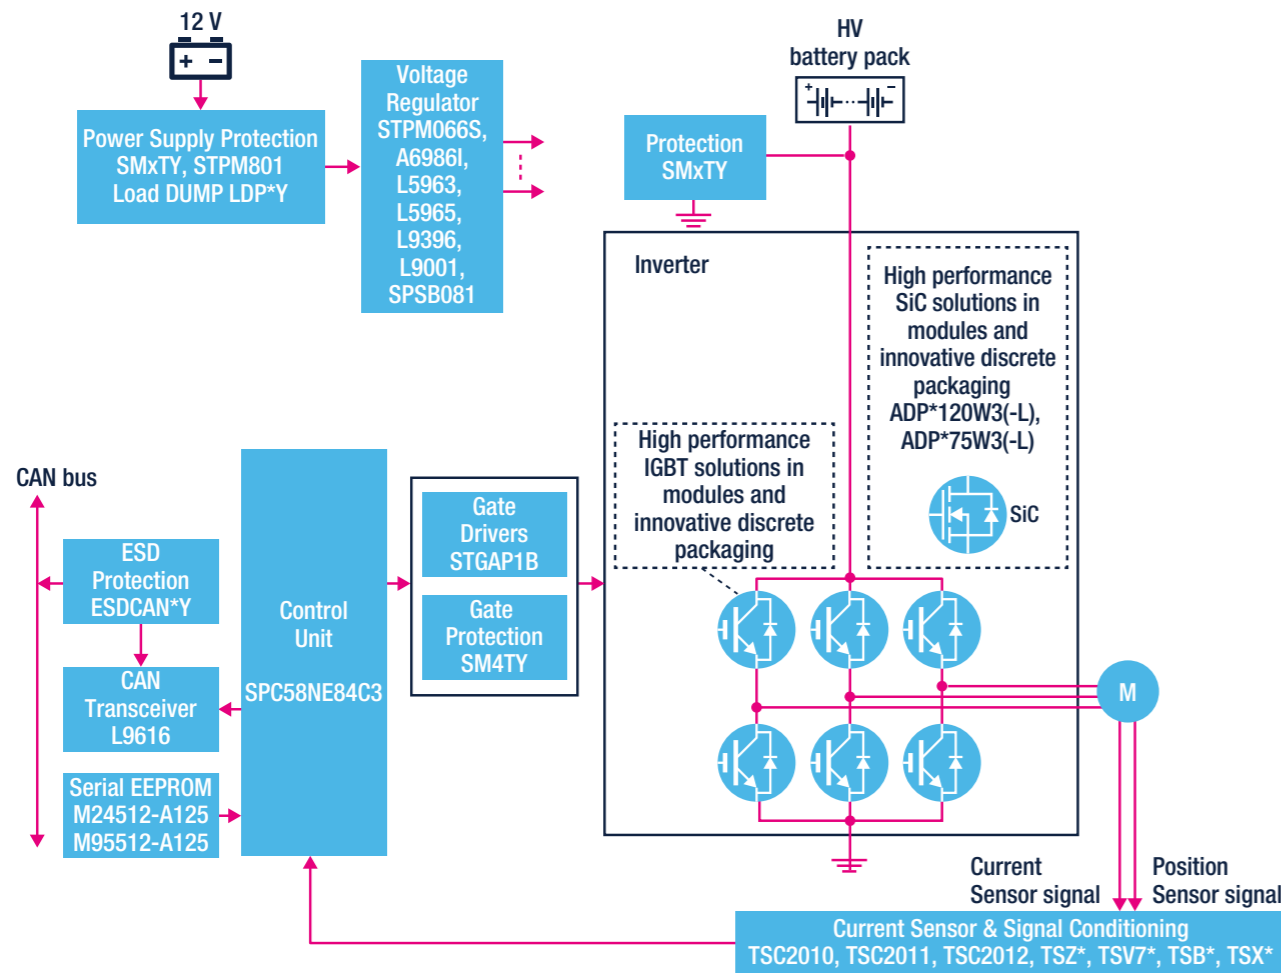 12 V
+ −
Power Supply Protection
SMxTY, STPM801
Load DUMP LDP*Y
Voltage
Regulator
STPM066S,
A6986I,
L5963,
L5965,
L9396,
L9001,
SPSB081
HV
battery pack
+ −
Protection
SMxTY
Inverter
High performance
SiC solutions in
modules and
innovative discrete
packaging
ADP*120W3(-L),
ADP*75W3(-L)
SiC
High performance
IGBT solutions in
modules and
innovative discrete
packaging
CAN bus
ESD
Protection
ESDCAN*Y
CAN
Transceiver
L9616
Serial EEPROM
M24512-A125
M95512-A125
Control
Unit
SPC58NE84C3
Gate
Drivers
STGAP1B
Gate
Protection
SM4TY
M
Current
Sensor signal
Position
Sensor signal
Current Sensor & Signal Conditioning
TSC2010, TSC2011, TSC2012, TSZ*, TSV7*, TSB*, TSX*